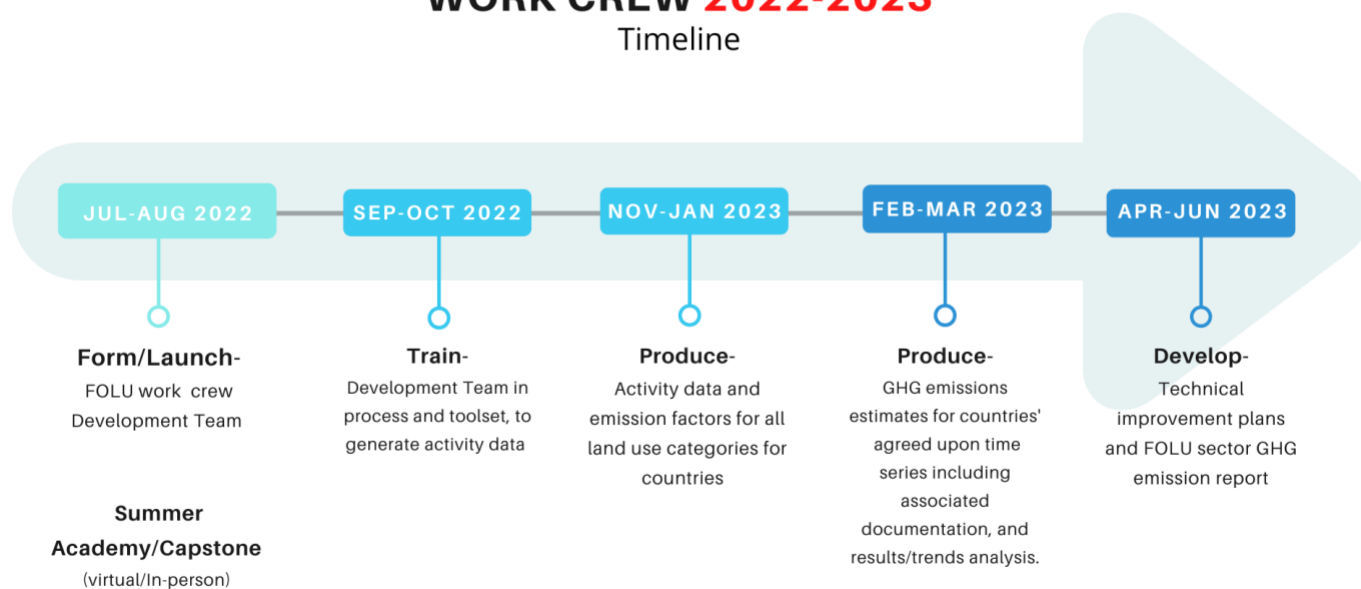 WORK CREW 2022-2023
Timeline
JUL-AUG 2022
SEP-OCT 2022
NOV-JAN 2023
FEB-MAR 2023
APR-JUN 2023
Form/Launch-
FOLU work crew
Development Team
Summer
Academy/Capstone
(virtual/In-person)
Train-
Development Team in
process and toolset, to
generate activity data
Produce-
Activity data and
emission factors for all
land use categories for
countries
Produce-
GHG emissions
estimates for countries'
agreed upon time
series including
associated
documentation, and
results/trends analysis.
Develop-
Technical
improvement plans
and FOLU sector GHG
emission report